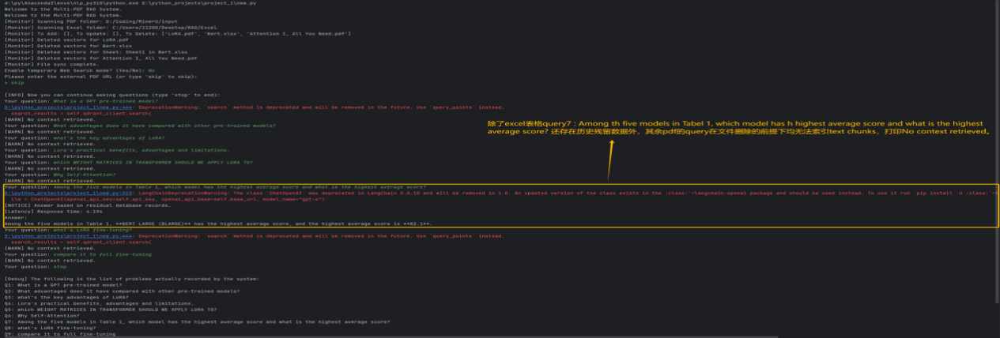 d:\py\Anaconda3\envs\nlp_py310\python.exe D:\python_projects\project_1\new.py
Welcome to the Multi-PDF RAG System.
Welcome to the Multi-PDF RAG System.
[Monitor] Scanning PDF folder: D:/Coding/MinerU/input
[Monitor] Scanning Excel folder: C:/Users/11200/Desktop/RAG/Excel
[Monitor] To Add: [], To Update: [], To Delete: ['LoRA.pdf', 'Bert.xlsx', 'Attention I_ All You Need.pdf']
[Monitor] Deleted vectors for LoRA.pdf
[Monitor] Deleted vectors for Bert.xlsx
[Monitor] Deleted vectors for Sheet: Sheet1 in Bert.xlsx
[Monitor] Deleted vectors for Attention I_ All You Need.pdf
[Monitor] File sync complete.
Enable temporary Web Search mode? (Yes/No): No
Please enter the external PDF URL (or type 'skip' to skip):
> skip
[INFO] Now you can continue asking questions (type 'stop' to end):
Your question: What is a GPT pre-trained model?
D:\python_projects\project_1\new.py:444: DeprecationWarning: `search` method is deprecated and will be removed in the future. Use `query_points` instead.
search_results = self.qdrant_client.search(
[WARN] No context retrieved.
Your question: What advantages does it have compared with other pre-trained models?
[WARN] No context retrieved.
Your question: what's the key advantages of LoRA?
[WARN] No context retrieved.
Your question: Lora's practical benefits, advantages and limitations.
[WARN] No context retrieved.
Your question: which WEIGHT MATRICES IN TRANSFORMER SHOULD WE APPLY LORA TO?
[WARN] No context retrieved.
Your question: Why Self-Attention?
[WARN] No context retrieved.
除了excel表格query7 : Among th five models in Tabel 1, which model has h highest average score and what is the highest
average score? 还存在历史残留数据外，其余pdf的query在文件删除的前提下均无法索引text chunks，打印No context retrieved。
Your question: Among the five models in Table 1, which model has the highest average score and what is the highest average score?
D:\python_projects\project_1\new.py:523: LangChainDeprecationWarning: The class `ChatOpenAI` was deprecated in LangChain 0.0.10 and will be removed in 1.0. An updated version of the class exists in the :class:`~langchain-openai package and should be used instead. To use it run `pip install -U :class:`~l
llm = ChatOpenAI(openai_api_key=self.api_key, openai_api_base=self.base_url, model_name="gpt-4")
[NOTICE] Answer based on residual database records.
[Latency] Response time: 4.19s
Answer:
Among the five models in Table 1, **BERT LARGE (BLARGE)** has the highest average score, and the highest average score is **82.1**.
Your question: what's LoRA fine-tuning?
D:\python_projects\project_1\new.py:444: DeprecationWarning: `search` method is deprecated and will be removed in the future. Use `query_points` instead.
search_results = self.qdrant_client.search(
[WARN] No context retrieved.
Your question: compare it to full fine-tuning
[WARN] No context retrieved.
Your question: stop
[Debug] The following is the list of problems actually recorded by the system:
Q1: What is a GPT pre-trained model?
Q2: What advantages does it have compared with other pre-trained models?
Q3: what's the key advantages of LoRA?
Q4: Lora's practical benefits, advantages and limitations.
Q5: which WEIGHT MATRICES IN TRANSFORMER SHOULD WE APPLY LORA TO?
Q6: Why Self-Attention?
Q7: Among the five models in Table 1, which model has the highest average score and what is the highest average score?
Q8: what's LoRA fine-tuning?
Q9: compare it to full fine-tuning